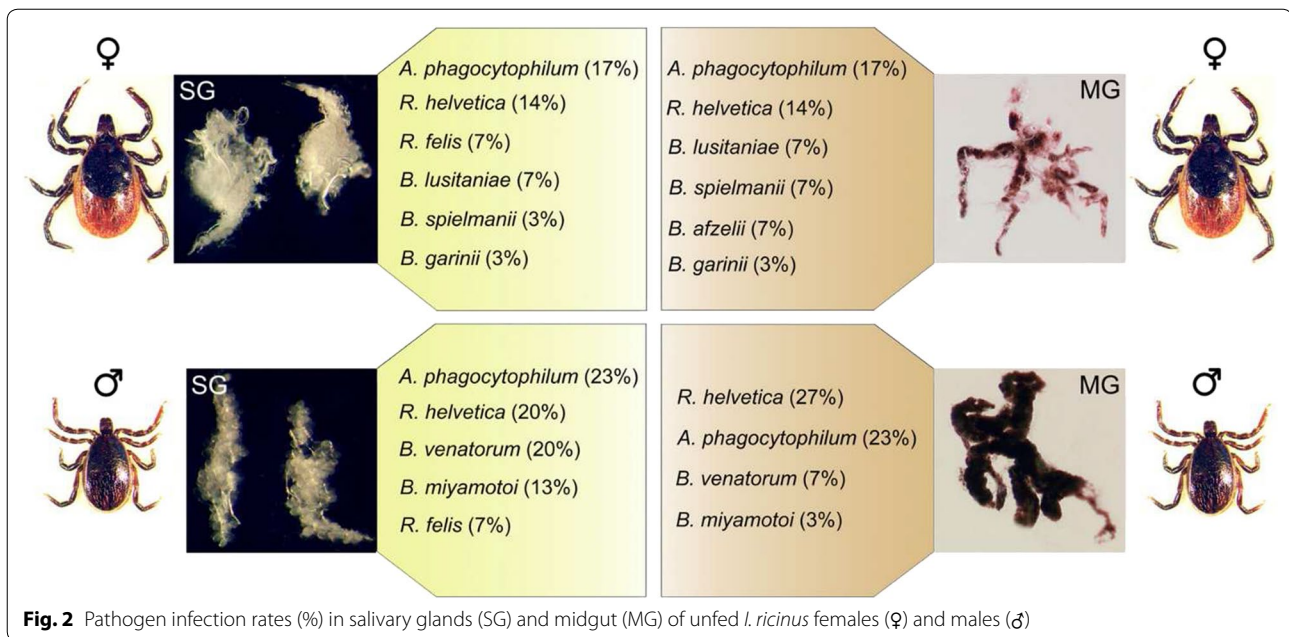 ♀
SG
A. phagocytophilum (17%)
R. helvetica (14%)
R. felis (7%)
B. lusitaniae (7%)
B. spielmanii (3%)
B. garinii (3%)
A. phagocytophilum (17%)
R. helvetica (14%)
B. lusitaniae (7%)
B. spielmanii (7%)
B. afzelii (7%)
B. garinii (3%)
MG
♀
♂
SG
A. phagocytophilum (23%)
R. helvetica (20%)
B. venatorum (20%)
B. miyamotoi (13%)
R. felis (7%)
R. helvetica (27%)
A. phagocytophilum (23%)
B. venatorum (7%)
B. miyamotoi (3%)
MG
♂
Fig. 2 Pathogen infection rates (%) in salivary glands (SG) and midgut (MG) of unfed I. ricinus females (♀) and males (♂)